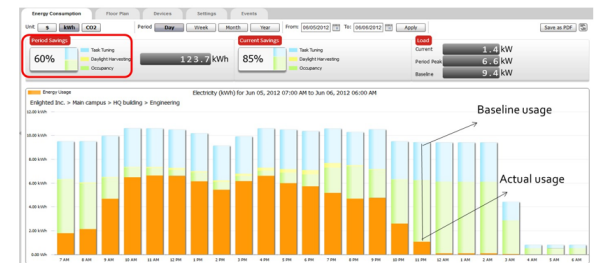 Energy Consumption Floor Plan Devices Settings Events
Unit $ kWh CO2 Period Day Week Month Year From: 06/05/2012 To: 06/06/2012 Apply Save as PDF
Period Savings Current Savings Load
60% Task Tuning Daylight Harvesting Occupancy
123.7 kWh
85% Task Tuning Daylight Harvesting Occupancy
Current 1.4 kW
Period Peak 6.6 kW
Baseline 9.4 kW
Energy Usage Electricity (kWh) for Jun 05, 2012 07:00 AM to Jun 06, 2012 06:00 AM
Enlighted Inc. > Main campus > HQ building > Engineering
12.00 kWh
Baseline usage
10.00 kWh
8.00 kWh
Actual usage
6.00 kWh
4.00 kWh
2.00 kWh
0.00 kWh
7 AM 8 AM 9 AM 10 AM 11 AM 12 PM 1 PM 2 PM 3 PM 4 PM 5 PM 6 PM 7 PM 8 PM 9 PM 10 PM 11 PM 12 AM 1 AM 2 AM 3 AM 4 AM 5 AM 6 AM